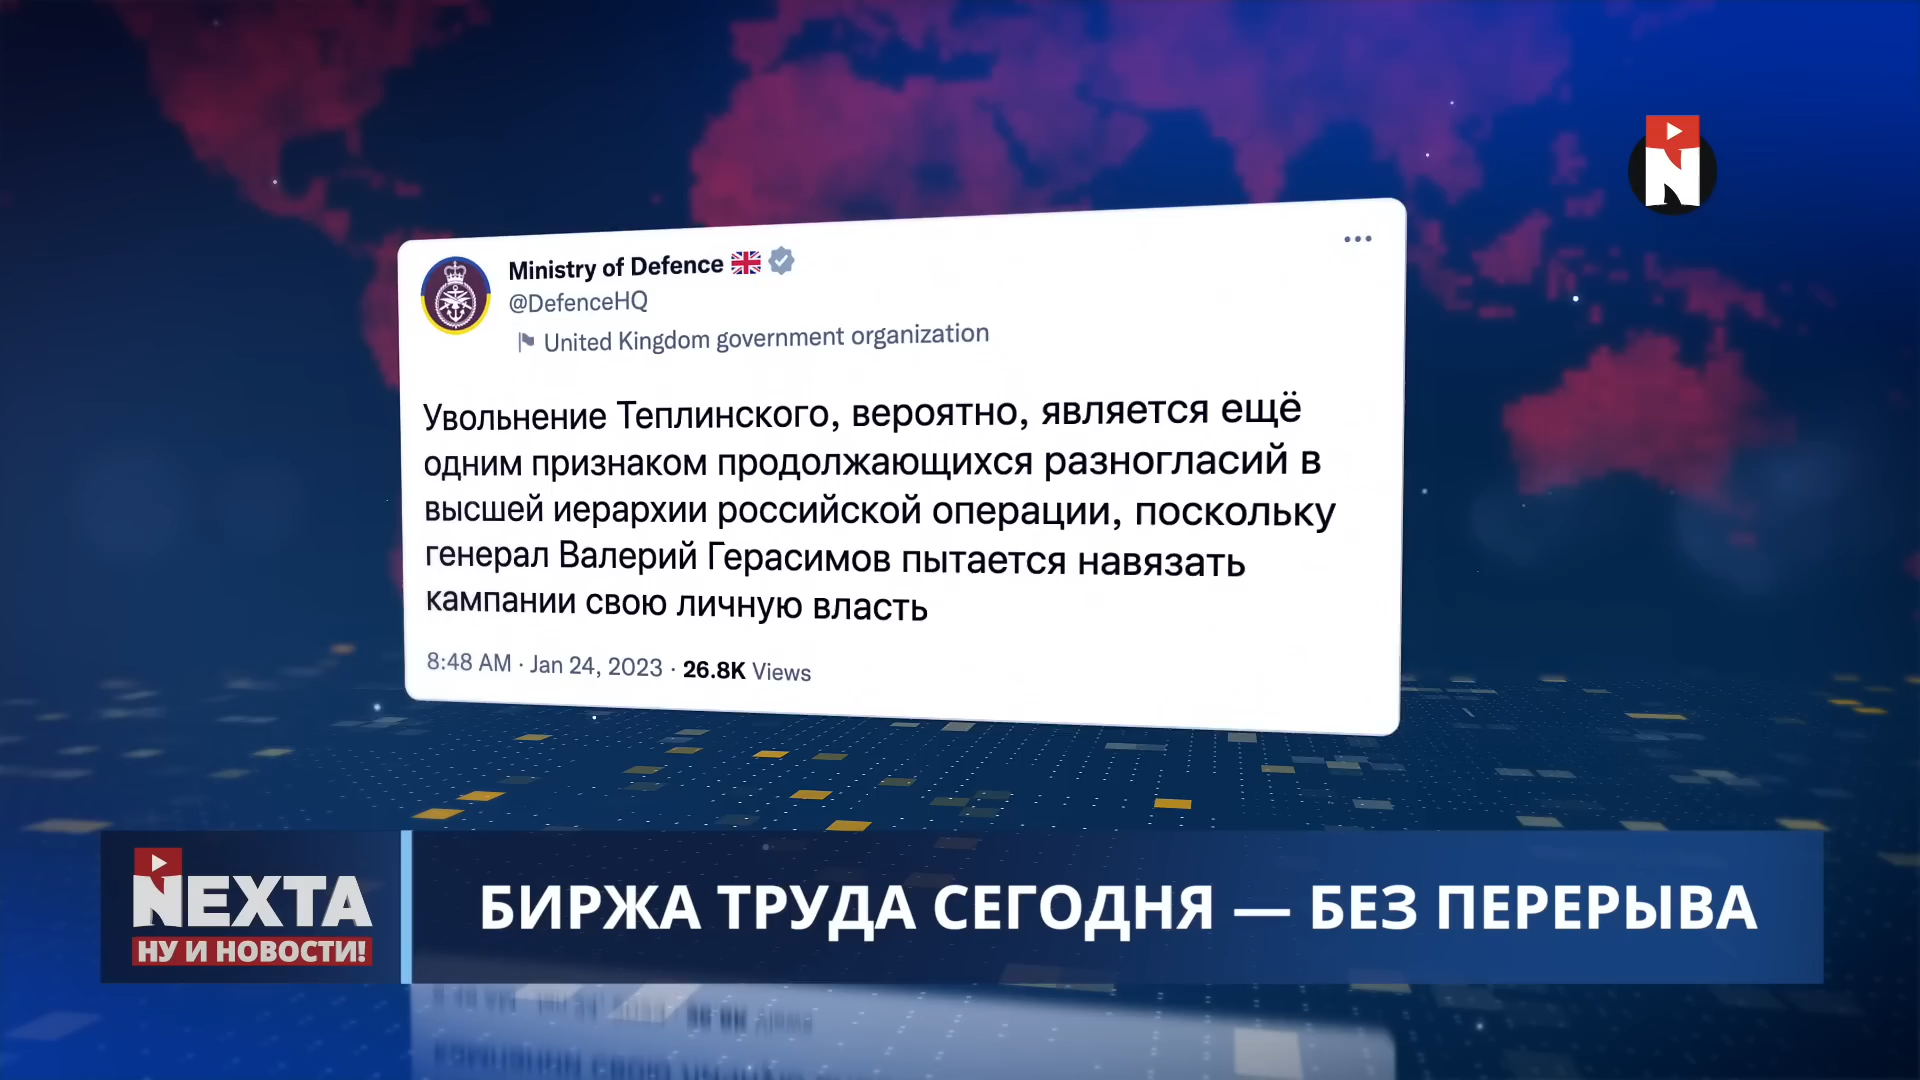 Ministry of Defence
@DefenceHQ
United Kingdom government organization
Увольнение Теплинского, вероятно, является ещё
одним признаком продолжающихся разногласий в
высшей иерархии российской операции, поскольку
генерал Валерий Герасимов пытается навязать
кампании свою личную власть
8:48 AM · Jan 24, 2023 · 26.8K Views
N
NEXTA
НУ И НОВОСТИ!
БИРЖА ТРУДА СЕГОДНЯ — БЕЗ ПЕРЕРЫВА